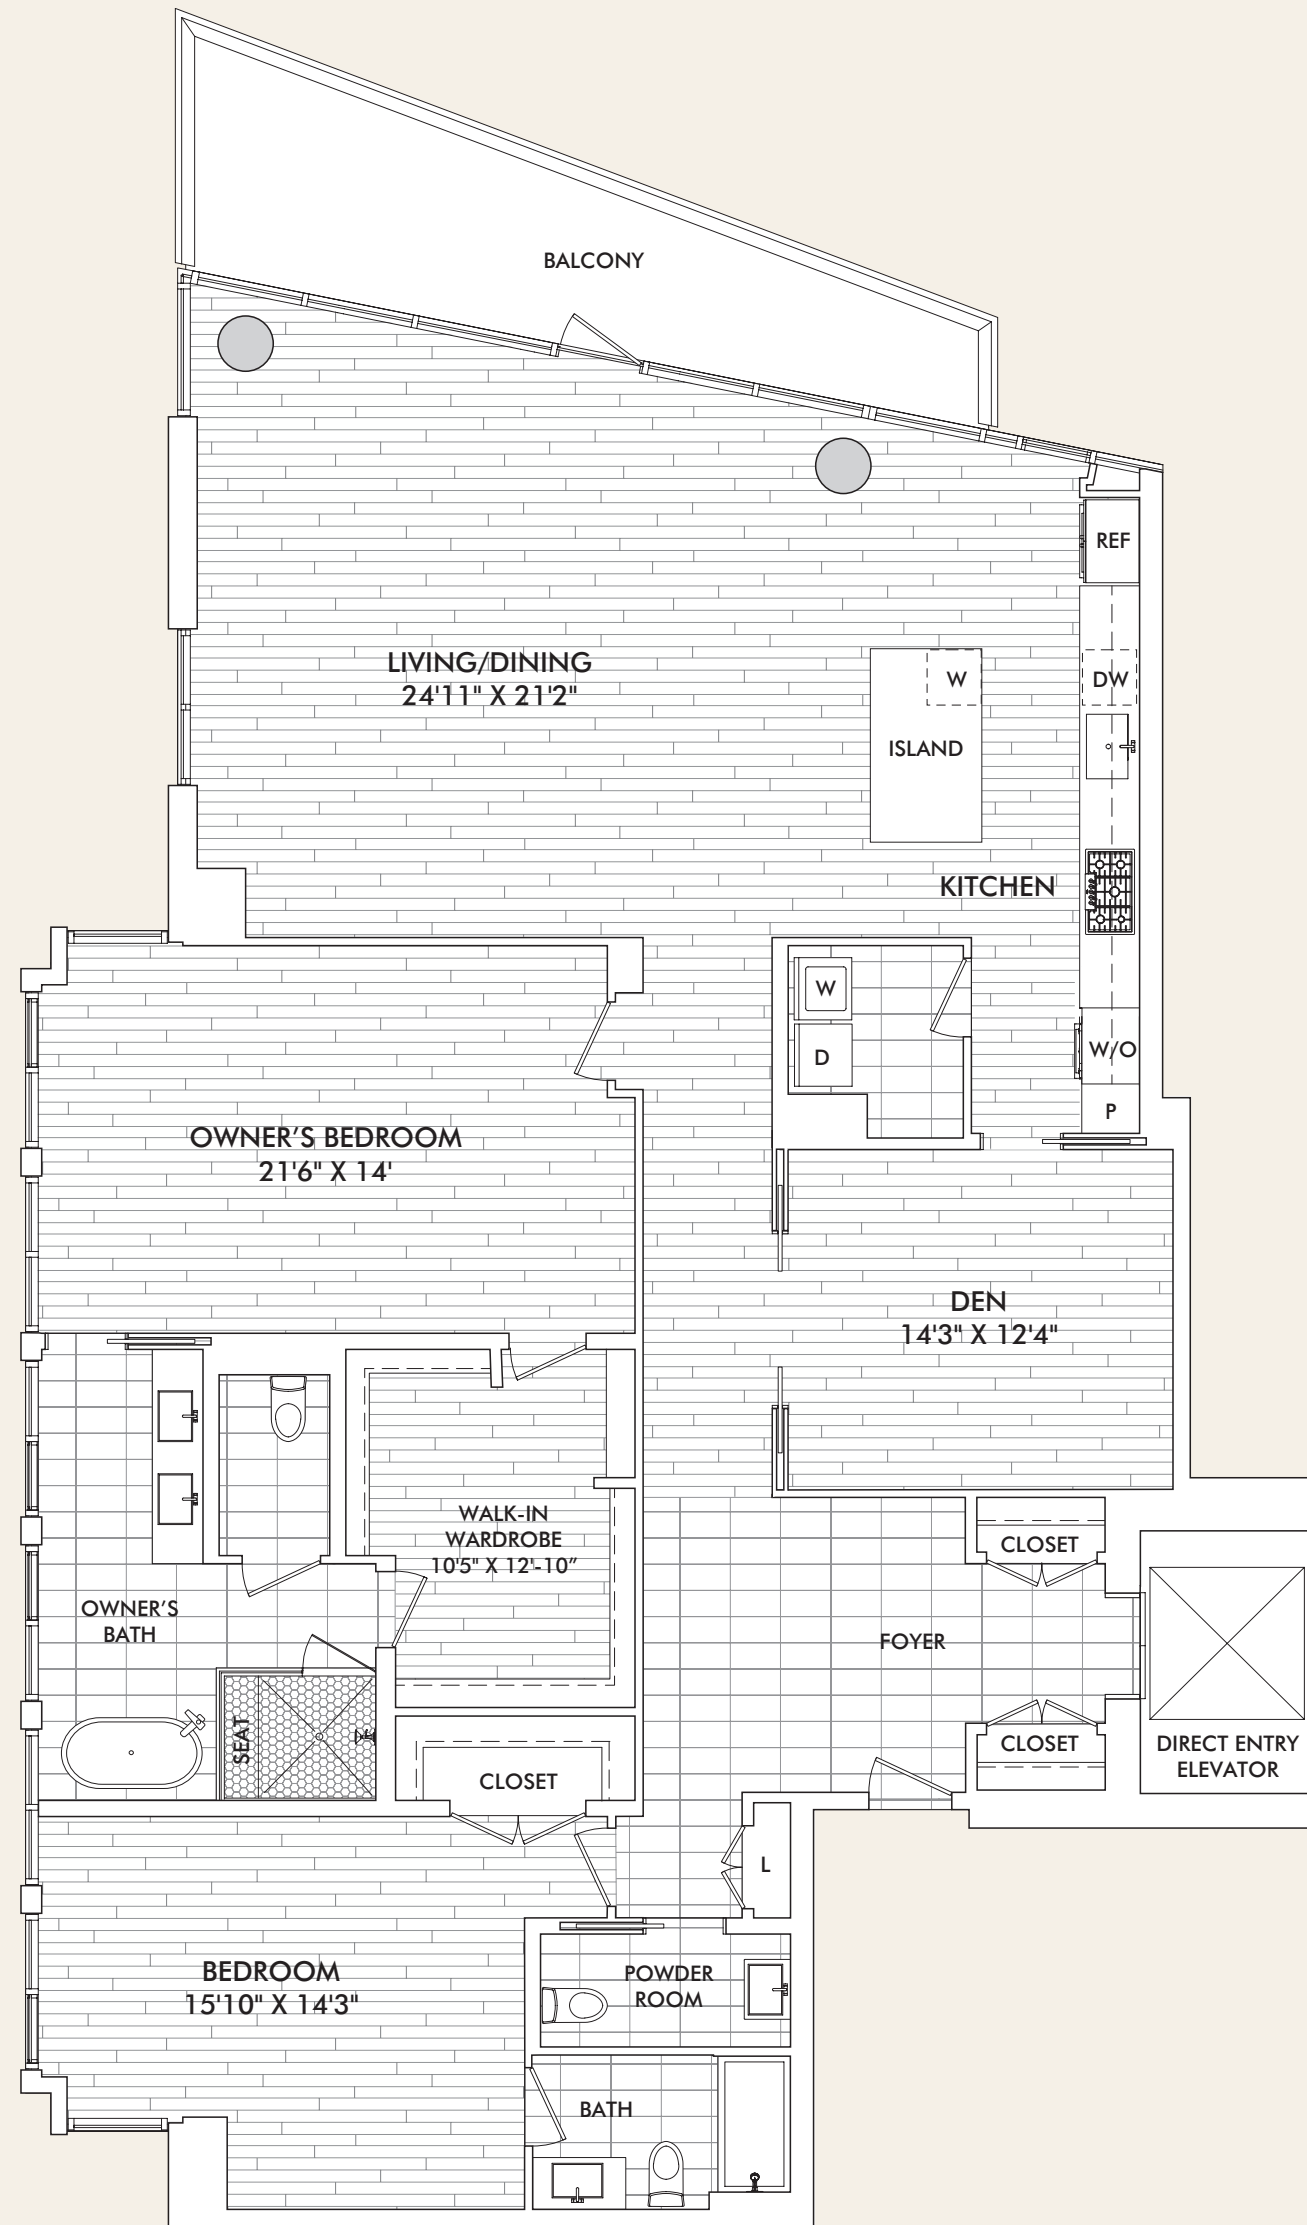 BALCONY
REF
LIVING/DINING
24'11" X 21'2"
W
DW
ISLAND
KITCHEN
W
D
W/O
P
OWNER'S BEDROOM
21'6" X 14'
DEN
14'3" X 12'4"
WALK-IN
WARDROBE
10'5" X 12'-10"
CLOSET
OWNER'S
BATH
FOYER
SEAT
CLOSET
CLOSET
DIRECT ENTRY
ELEVATOR
L
BEDROOM
15'10" X 14'3"
POWDER
ROOM
BATH